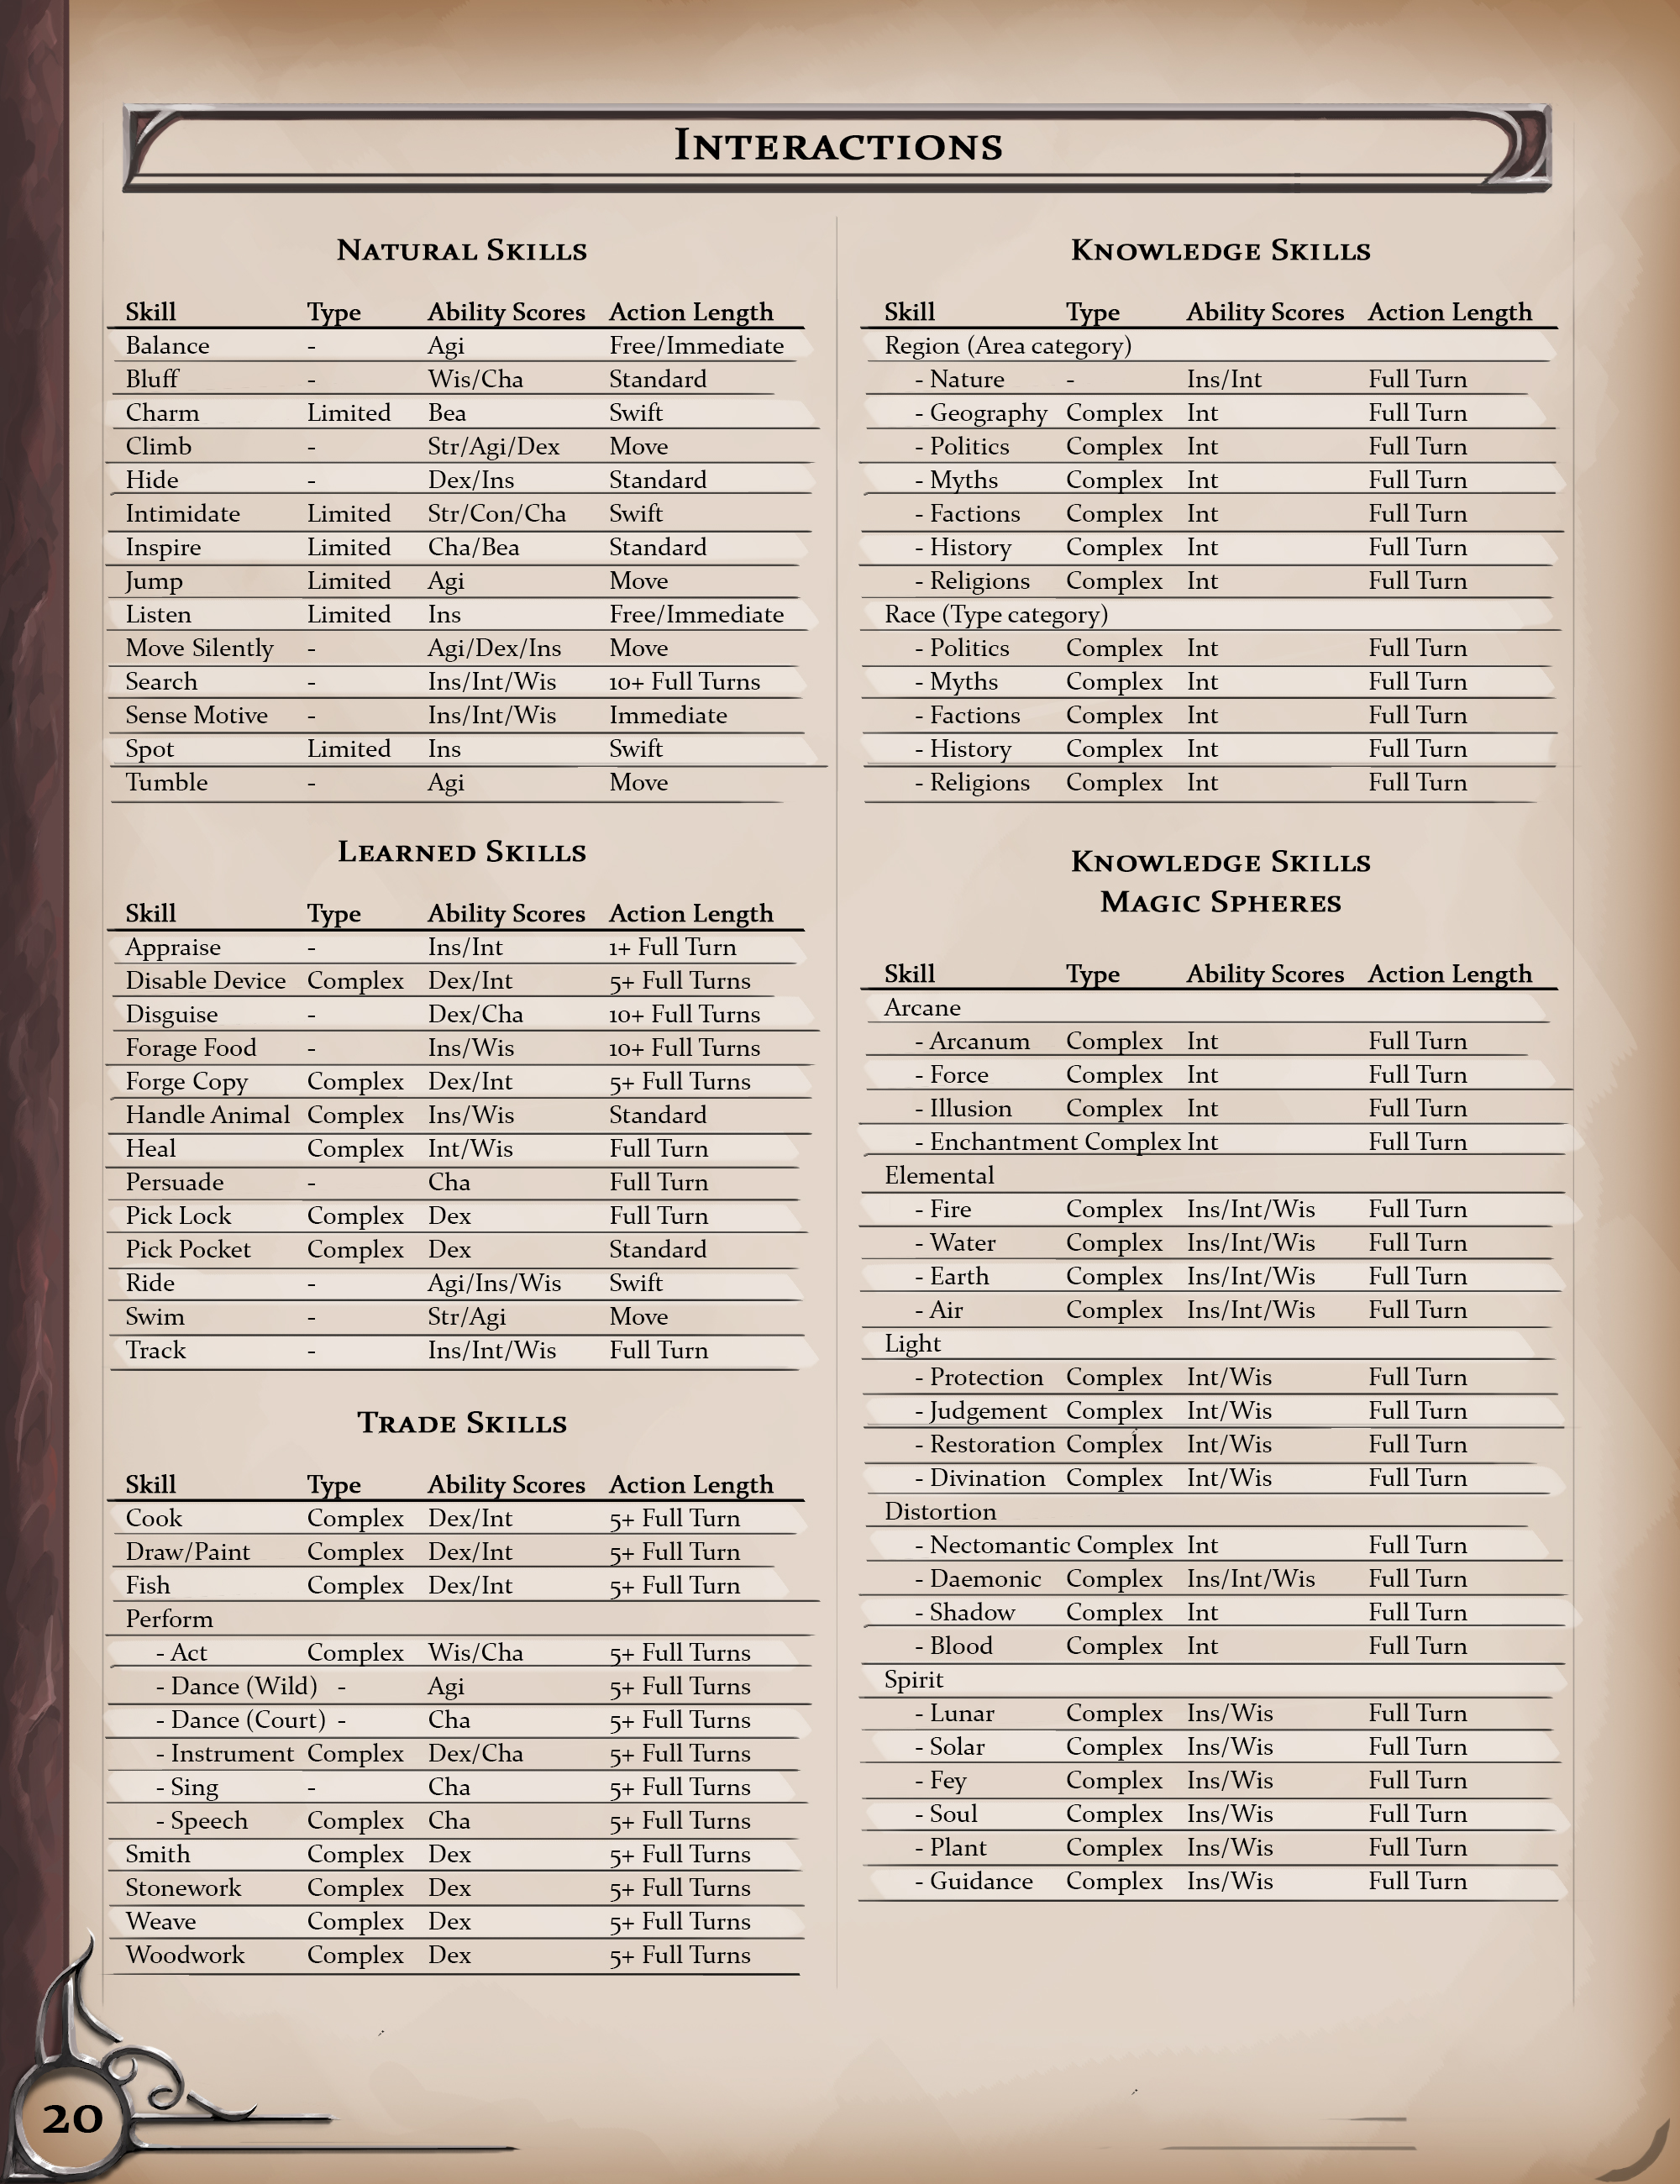 Interactions
Natural Skills
Skill Type Ability Scores Action Length
Balance - Agi Free/Immediate
Bluff - Wis/Cha Standard
Charm Limited Bea Swift
Climb - Str/Agi/Dex Move
Hide - Dex/Ins Standard
Intimidate Limited Str/Con/Cha Swift
Inspire Limited Cha/Bea Standard
Jump Limited Agi Move
Listen Limited Ins Free/Immediate
Move Silently - Agi/Dex/Ins Move
Search - Ins/Int/Wis 10+ Full Turns
Sense Motive - Ins/Int/Wis Immediate
Spot Limited Ins Swift
Tumble - Agi Move
Learned Skills
Skill Type Ability Scores Action Length
Appraise - Ins/Int 1+ Full Turn
Disable Device Complex Dex/Int 5+ Full Turns
Disguise - Dex/Cha 10+ Full Turns
Forage Food - Ins/Wis 10+ Full Turns
Forge Copy Complex Dex/Int 5+ Full Turns
Handle Animal Complex Ins/Wis Standard
Heal Complex Int/Wis Full Turn
Persuade - Cha Full Turn
Pick Lock Complex Dex Full Turn
Pick Pocket Complex Dex Standard
Ride - Agi/Ins/Wis Swift
Swim - Str/Agi Move
Track - Ins/Int/Wis Full Turn
Trade Skills
Skill Type Ability Scores Action Length
Cook Complex Dex/Int 5+ Full Turn
Draw/Paint Complex Dex/Int 5+ Full Turn
Fish Complex Dex/Int 5+ Full Turn
Perform
- Act Complex Wis/Cha 5+ Full Turns
- Dance (Wild) - Agi 5+ Full Turns
- Dance (Court) - Cha 5+ Full Turns
- Instrument Complex Dex/Cha 5+ Full Turns
- Sing - Cha 5+ Full Turns
- Speech Complex Cha 5+ Full Turns
Smith Complex Dex 5+ Full Turns
Stonework Complex Dex 5+ Full Turns
Weave Complex Dex 5+ Full Turns
Woodwork Complex Dex 5+ Full Turns
Knowledge Skills
Skill Type Ability Scores Action Length
Region (Area category)
- Nature - Ins/Int Full Turn
- Geography Complex Int Full Turn
- Politics Complex Int Full Turn
- Myths Complex Int Full Turn
- Factions Complex Int Full Turn
- History Complex Int Full Turn
- Religions Complex Int Full Turn
Race (Type category)
- Politics Complex Int Full Turn
- Myths Complex Int Full Turn
- Factions Complex Int Full Turn
- History Complex Int Full Turn
- Religions Complex Int Full Turn
Knowledge Skills
Magic Spheres
Skill Type Ability Scores Action Length
Arcane
- Arcanum Complex Int Full Turn
- Force Complex Int Full Turn
- Illusion Complex Int Full Turn
- Enchantment Complex Int Full Turn
Elemental
- Fire Complex Ins/Int/Wis Full Turn
- Water Complex Ins/Int/Wis Full Turn
- Earth Complex Ins/Int/Wis Full Turn
- Air Complex Ins/Int/Wis Full Turn
Light
- Protection Complex Int/Wis Full Turn
- Judgement Complex Int/Wis Full Turn
- Restoration Complex Int/Wis Full Turn
- Divination Complex Int/Wis Full Turn
Distortion
- Nectomantic Complex Int Full Turn
- Daemonic Complex Ins/Int/Wis Full Turn
- Shadow Complex Int Full Turn
- Blood Complex Int Full Turn
Spirit
- Lunar Complex Ins/Wis Full Turn
- Solar Complex Ins/Wis Full Turn
- Fey Complex Ins/Wis Full Turn
- Soul Complex Ins/Wis Full Turn
- Plant Complex Ins/Wis Full Turn
- Guidance Complex Ins/Wis Full Turn
20